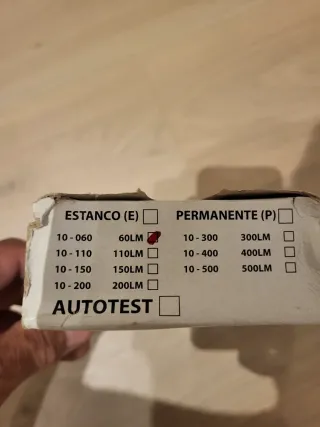 ESTANCO (E) PERMANENTE (P)
10 - 060 60LM 10 - 300 300LM
10 - 110 110LM 10 - 400 400LM
10 - 150 150LM 10 - 500 500LM
10 - 200 200LM
AUTOTEST